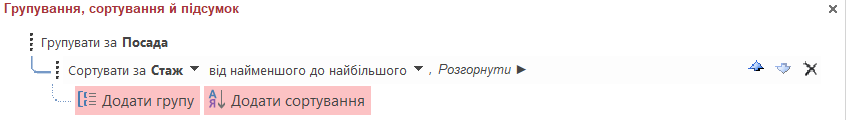 Групування, сортування й підсумок
Групувати за Посада
Сортувати за Стаж від найменшого до найбільшого , Розгорнути
Додати групу Додати сортування